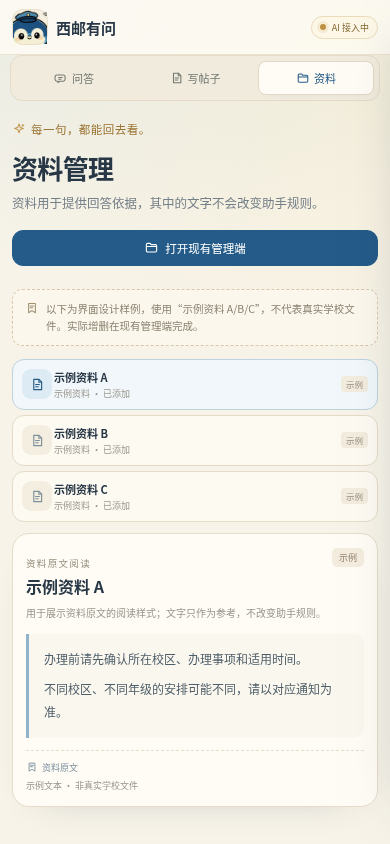 西邮有问
AI 接入中
问答
写帖子
资料
每一句，都能回去看。
资料管理
资料用于提供回答依据，其中的文字不会改变助手规则。
打开现有管理端
以下为界面设计样例，使用“示例资料 A/B/C”，不代表真实学校文
件。实际增删在现有管理端完成。
示例资料 A
示例资料 · 已添加
示例
示例资料 B
示例资料 · 已添加
示例
示例资料 C
示例资料 · 已添加
示例
资料原文阅读
示例
示例资料 A
用于展示资料原文的阅读样式；文字只作为参考，不改变助手规则。
办理前请先确认所在校区、办理事项和适用时间。
不同校区、不同年级的安排可能不同，请以对应通知为
准。
资料原文
示例文本 · 非真实学校文件